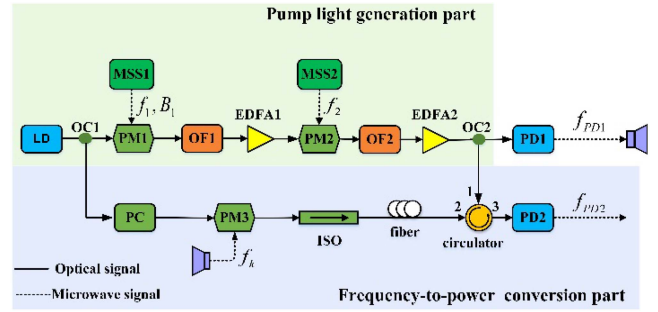 Pump light generation part
MSS1
MSS2
f1, B1
f2
EDFA1
EDFA2
OC1
OC2
LD
PM1
OF1
PM2
OF2
PD1
fPD1
1
PC
PM3
2
3
PD2
fPD2
ISO
fiber
circulator
fh
Optical signal
Microwave signal
Frequency-to-power conversion part